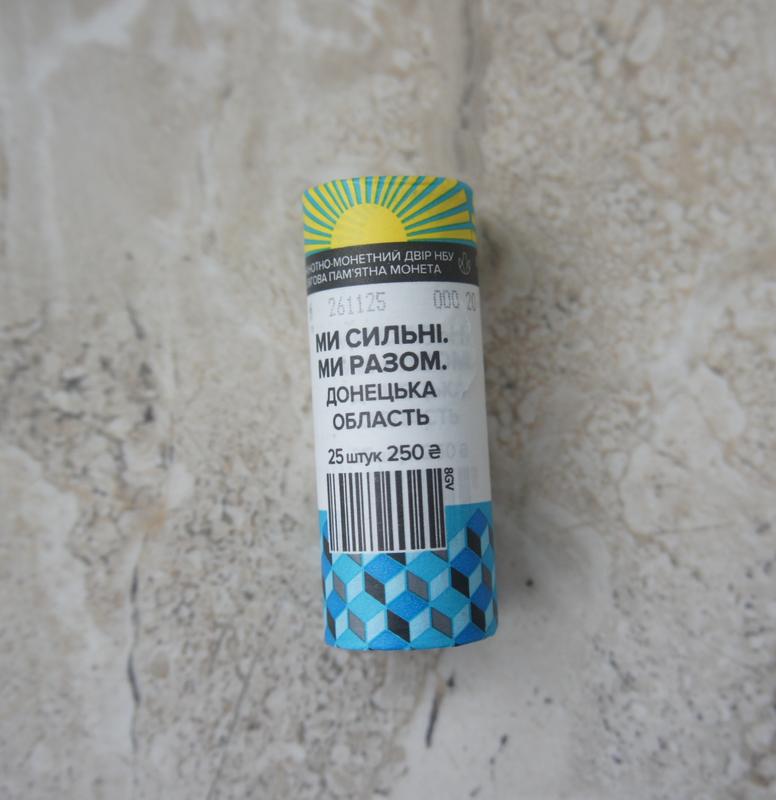 НОТНО-МОНЕТНИЙ ДВІР НБУ
ГОВА ПАМ'ЯТНА МОНЕТА
261125 000 20
МИ СИЛЬНІ.
МИ РАЗОМ.
ДОНЕЦЬКА
ОБЛАСТЬ
25 штук 250 ₴
8GV